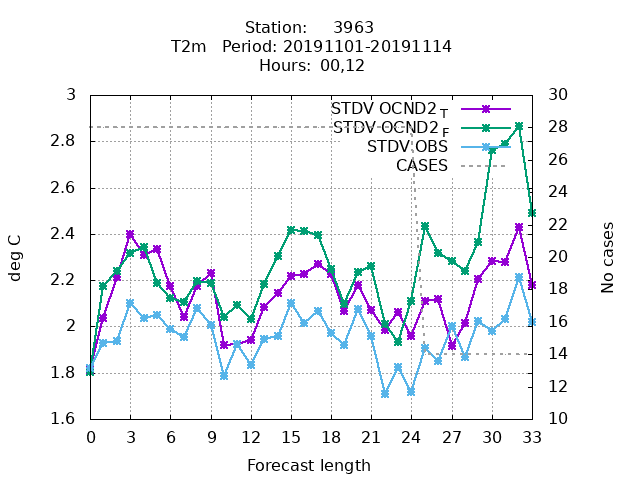 Station: 3963
T2m Period: 20191101-20191114
Hours: 00,12
3
2.8
2.6
2.4
2.2
2
1.8
1.6
30
28
26
24
22
20
18
16
14
12
10
STDV OCND2 T
STDV OCND2 F
STDV OBS
CASES
deg C
No cases
0 3 6 9 12 15 18 21 24 27 30 33
Forecast length